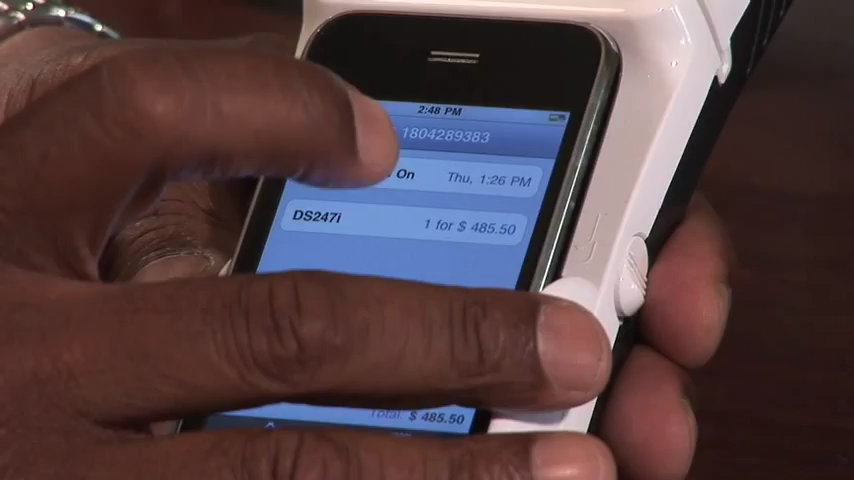 2:48 PM
1804289383
On Thu, 1:26 PM
DS247i 1 for $ 485.50
Total: $ 485.50